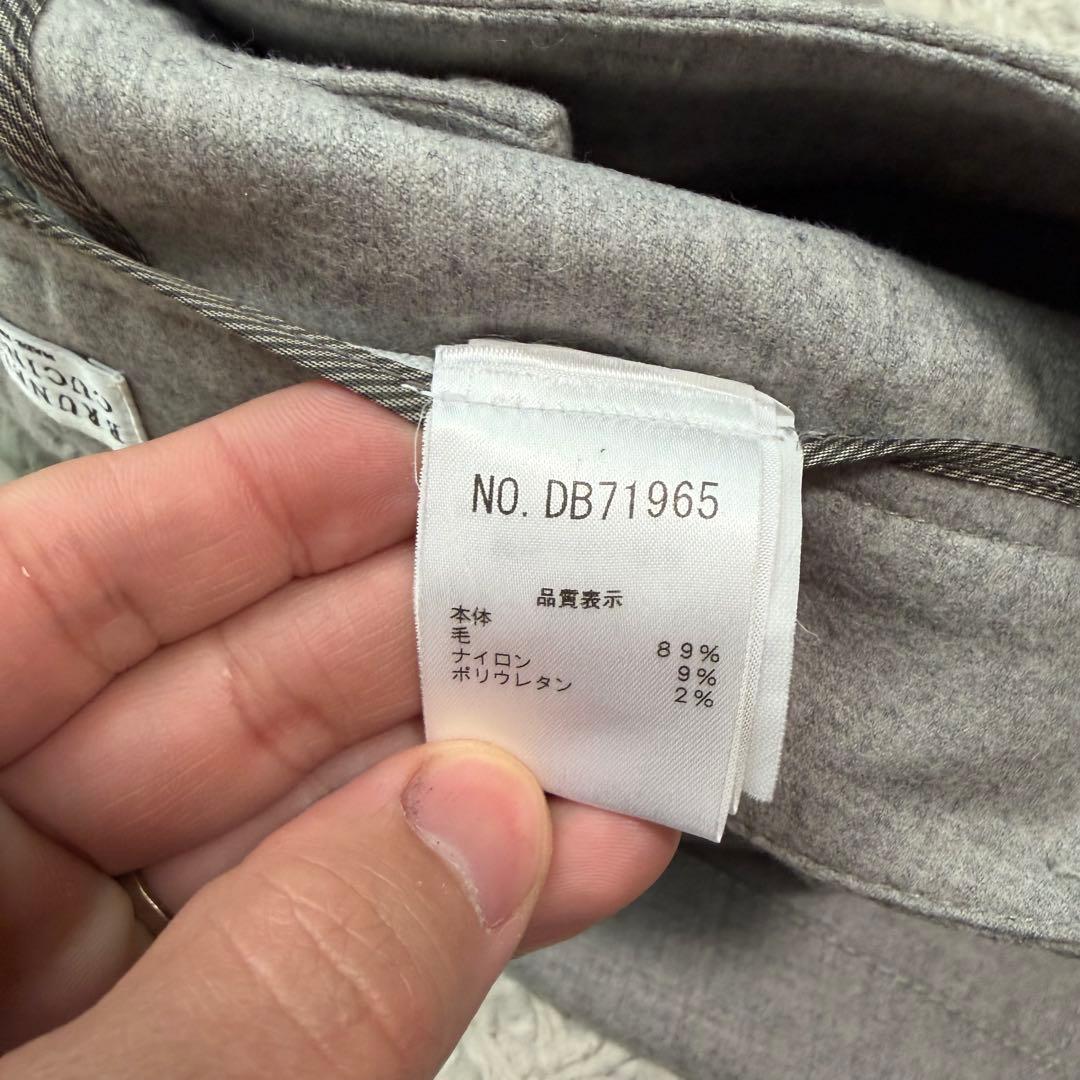 NO. DB71965
品質表示
本体
毛 89%
ナイロン 9%
ポリウレタン 2%